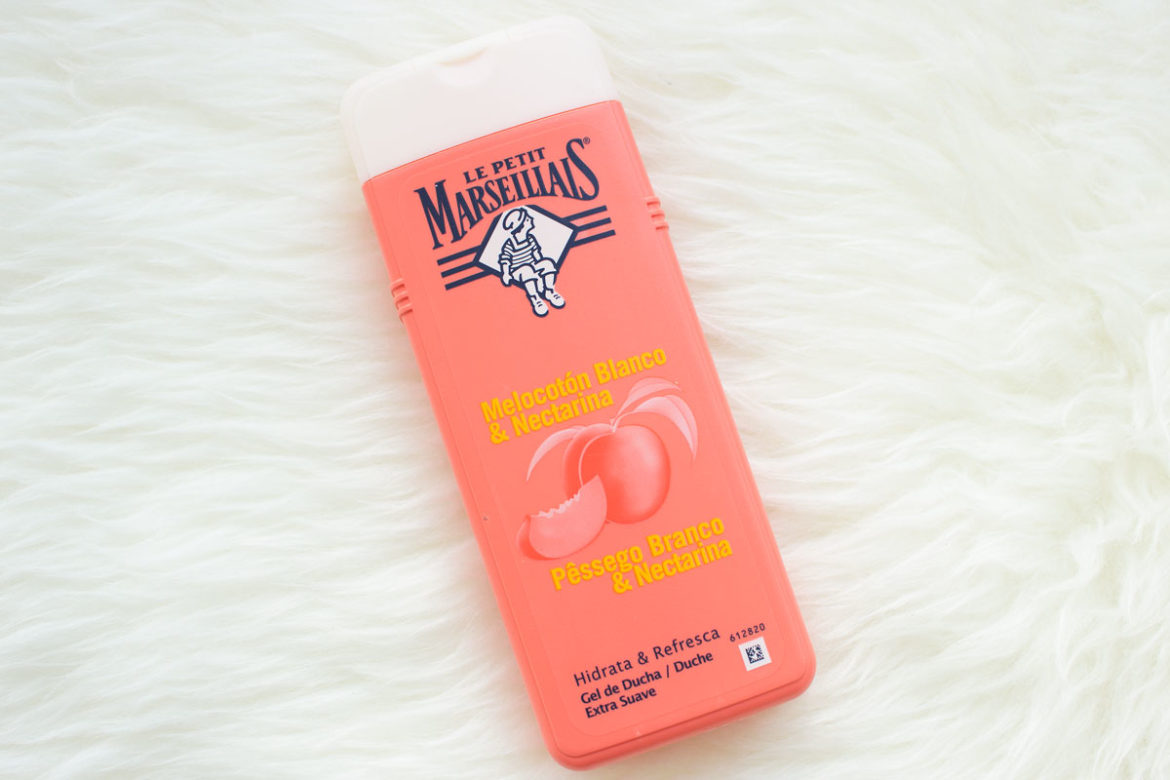 LE PETIT
MARSEILLAIS®
Melocotón Blanco
& Nectarina
Pêssego Branco
& Nectarina
Hidrata & Refresca
612820
Gel de Ducha / Duche
Extra Suave